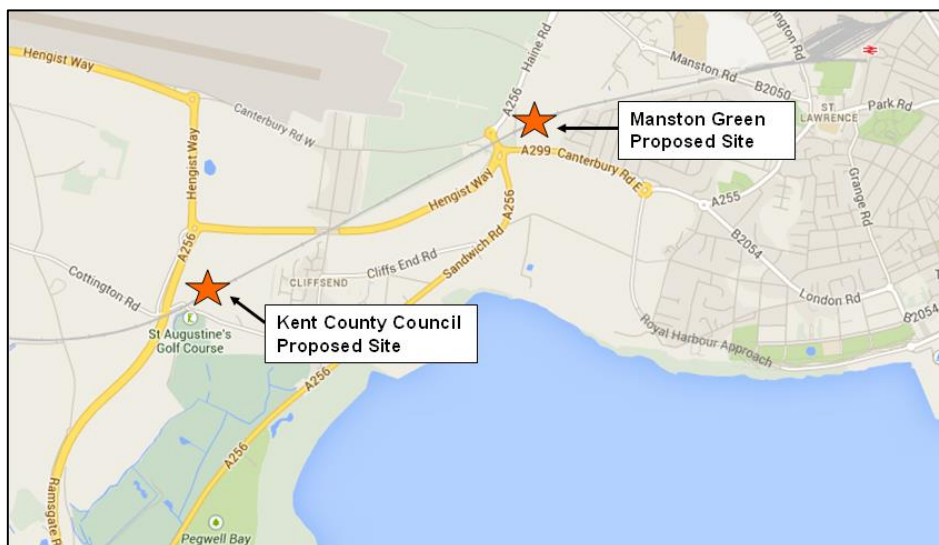 Hengist Way
Haine Rd
Manston Rd
B2050
ST.
LAWRENCE
Park Rd
Canterbury Rd W
A256
Manston Green
Proposed Site
A299
Canterbury Rd E
Grange Rd
A255
Hengist Way
A256
A256
Sandwich Rd
Cliffs End Rd
CLIFFSEND
B2054
London Rd
B2054
Cottington Rd
Kent County Council
Proposed Site
St Augustine's
Golf Course
Royal Harbour Approach
A256
A256
Ramsgate Rd
Pegwell Bay